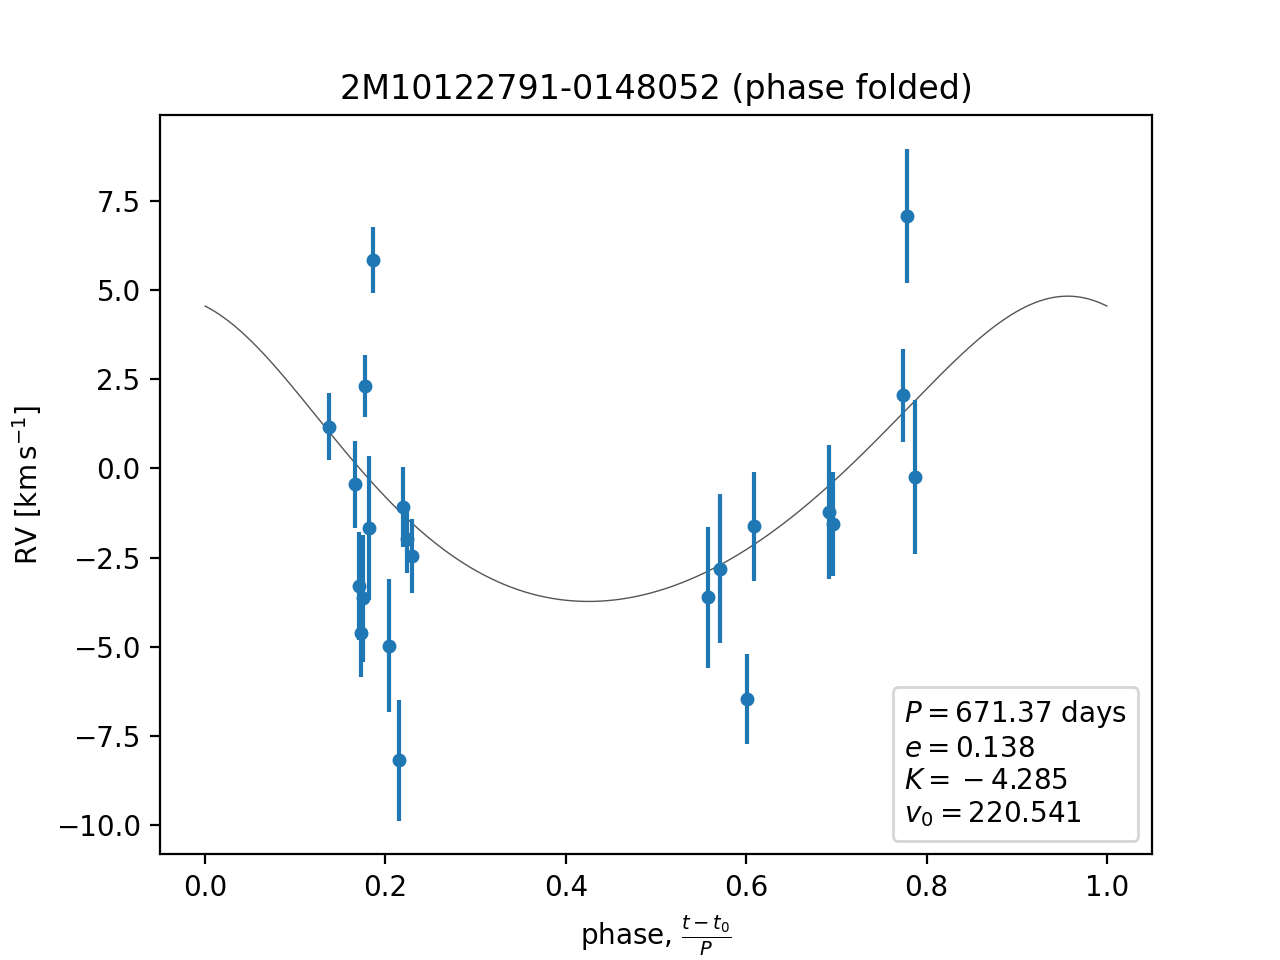 2M10122791-0148052 (phase folded)
7.5
5.0
2.5
0.0
−2.5
−5.0
−7.5
−10.0
RV [km s⁻¹]
P = 671.37 days
e = 0.138
K = −4.285
v₀ = 220.541
0.0 0.2 0.4 0.6 0.8 1.0
phase, (t − t₀)/P